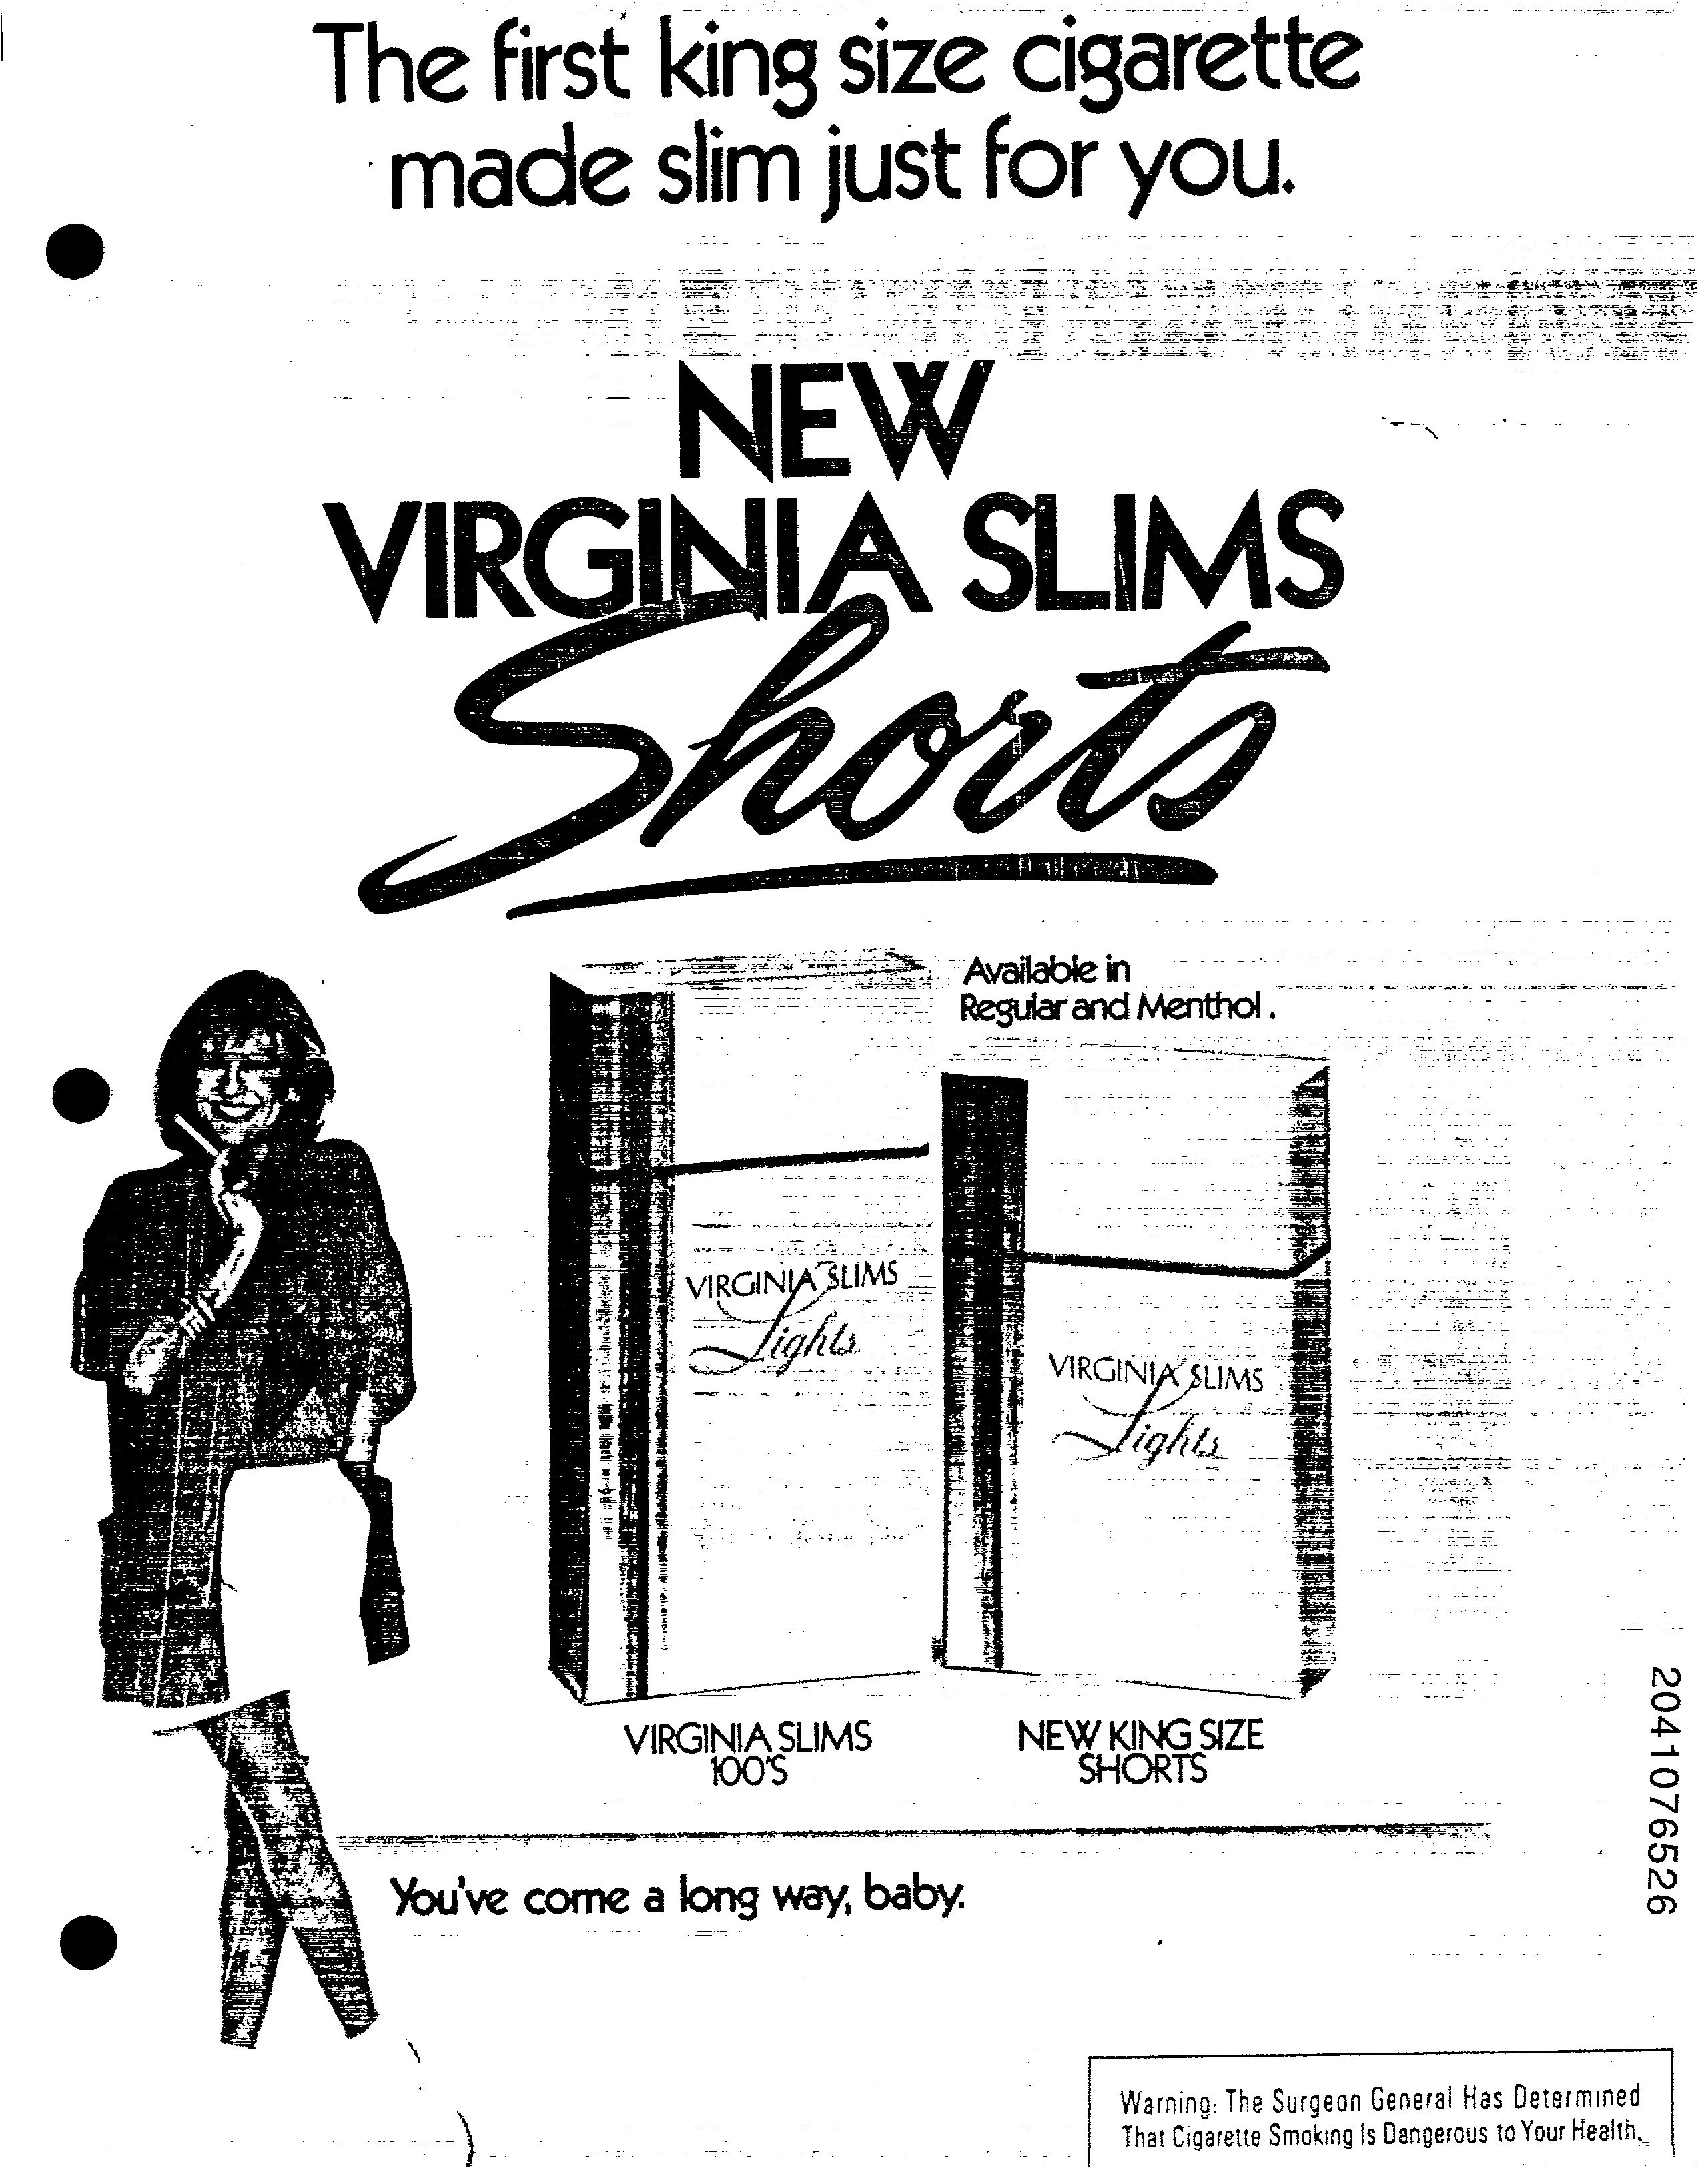 The first king size cigarette
made slim just for you.
NEW
VIRGINIA SLIMS
Shorts
Available in
Regular and Menthol.
VIRGINIA SLIMS
Lights
VIRGINIA SLIMS
Lights
VIRGINIA SLIMS
100'S
NEW KING SIZE
SHORTS
You've come a long way, baby.
2041076526
Warning: The Surgeon General Has Determined
That Cigarette Smoking Is Dangerous to Your Health.